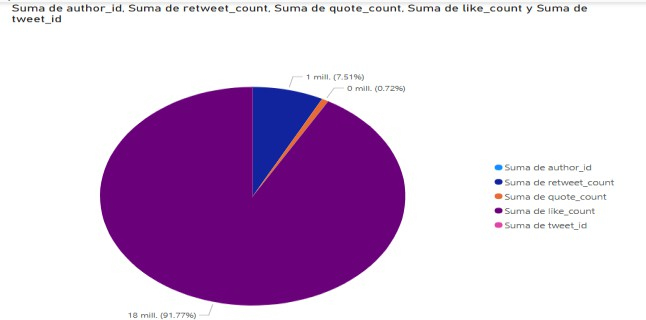 Suma de author_id, Suma de retweet_count, Suma de quote_count, Suma de like_count y Suma de
tweet_id
1 mill. (7.51%)
0 mill. (0.72%)
Suma de author_id
Suma de retweet_count
Suma de quote_count
Suma de like_count
Suma de tweet_id
18 mill. (91.77%)